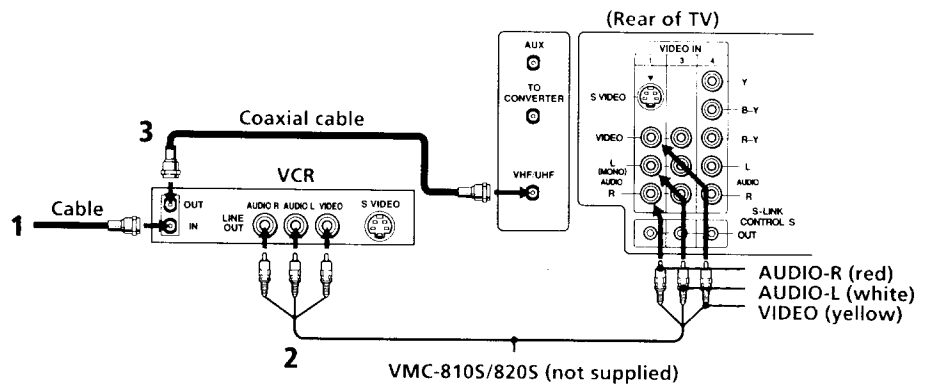 (Rear of TV)
AUX
TO
CONVERTER
VHF/UHF
VIDEO IN
1 3 4
S VIDEO
Y
B-Y
VIDEO
R-Y
L
(MONO)
AUDIO
R
L
AUDIO
R
S-LINK
CONTROL S
OUT
3
Coaxial cable
VCR
1
Cable
OUT
IN
LINE
OUT
AUDIO R AUDIO L VIDEO
S VIDEO
2
AUDIO-R (red)
AUDIO-L (white)
VIDEO (yellow)
VMC-810S/820S (not supplied)